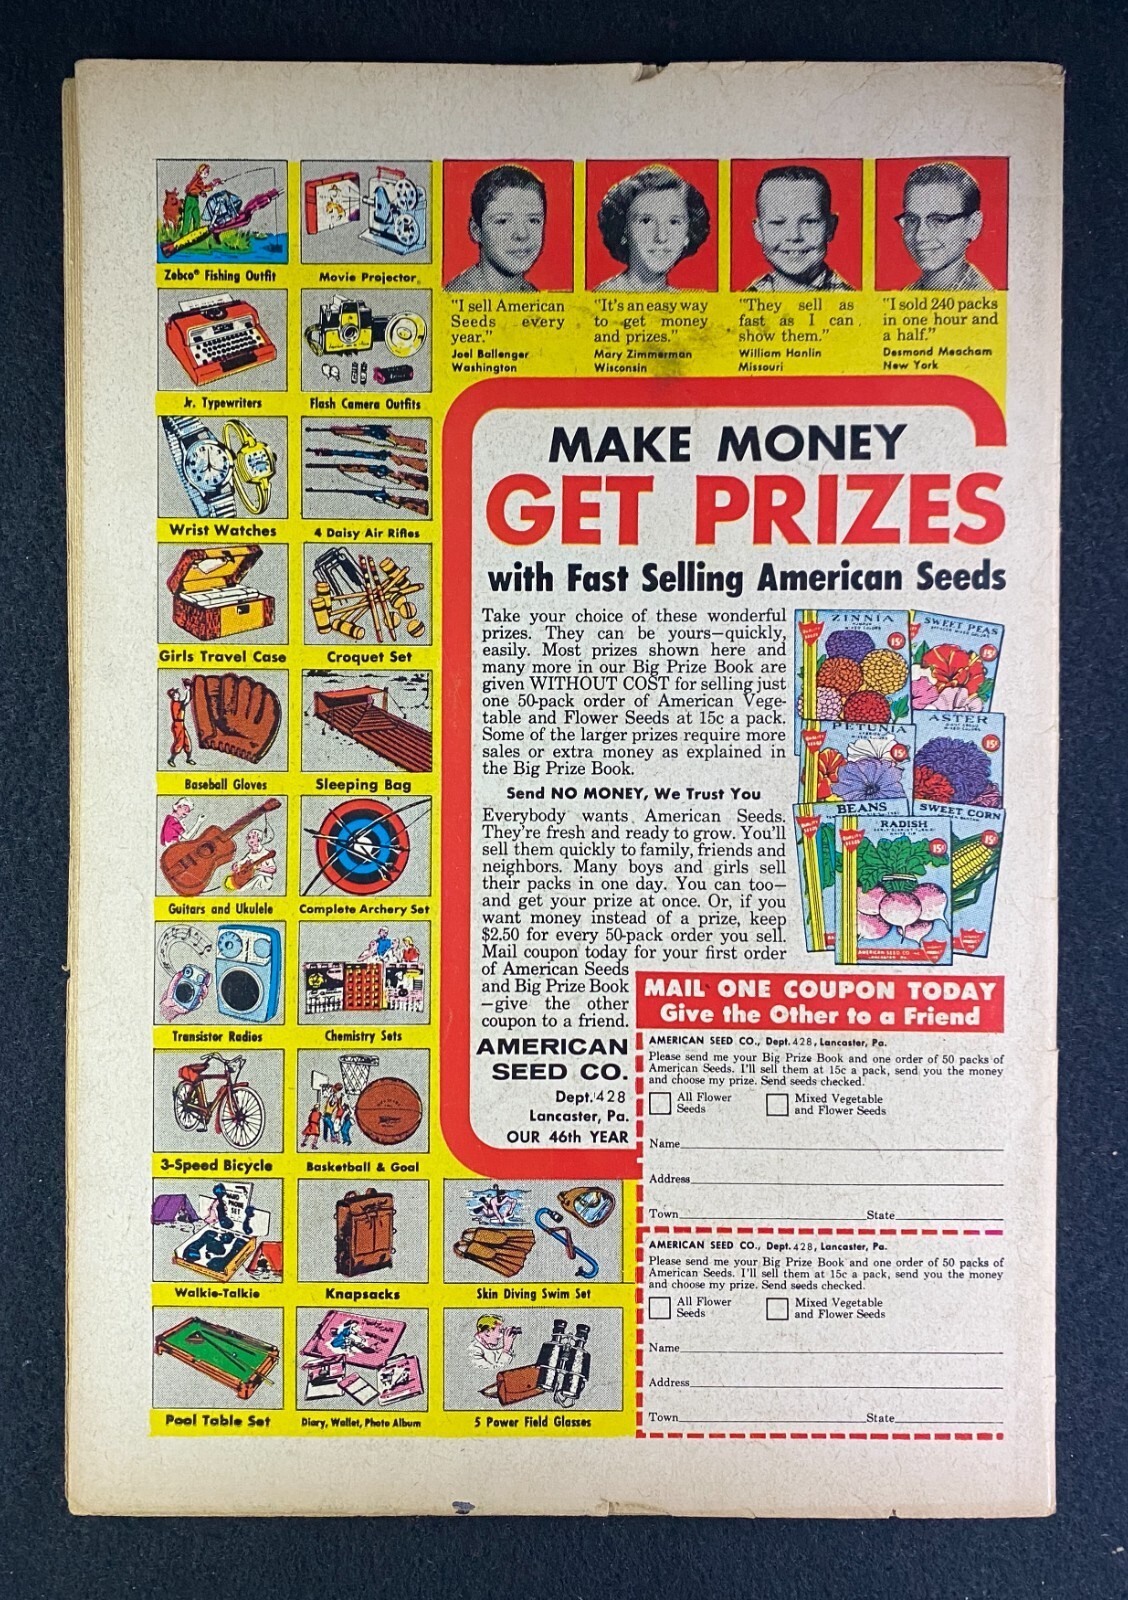 Zebco® Fishing Outfit
Movie Projector
Jr. Typewriters
Flash Camera Outfits
Wrist Watches
4 Daisy Air Rifles
Girls Travel Case
Croquet Set
Baseball Gloves
Sleeping Bag
Guitars and Ukulele
Complete Archery Set
Transistor Radios
Chemistry Sets
3-Speed Bicycle
Basketball & Goal
Walkie-Talkie
Knapsacks
Skin Diving Swim Set
Pool Table Set
Diary, Wallet, Photo Album
5 Power Field Glasses
"I sell American
Seeds every
year."
Joel Ballenger
Washington
"It's an easy way
to get money
and prizes."
Mary Zimmerman
Wisconsin
"They sell as
fast as I can
show them."
William Hanlin
Missouri
"I sold 240 packs
in one hour and
a half."
Desmond Meacham
New York
MAKE MONEY
GET PRIZES
with Fast Selling American Seeds
Take your choice of these wonderful
prizes. They can be yours—quickly,
easily. Most prizes shown here and
many more in our Big Prize Book are
given WITHOUT COST for selling just
one 50-pack order of American Vege-
table and Flower Seeds at 15c a pack.
Some of the larger prizes require more
sales or extra money as explained in
the Big Prize Book.
Send NO MONEY, We Trust You
Everybody wants American Seeds.
They're fresh and ready to grow. You'll
sell them quickly to family, friends and
neighbors. Many boys and girls sell
their packs in one day. You can too—
and get your prize at once. Or, if you
want money instead of a prize, keep
$2.50 for every 50-pack order you sell.
Mail coupon today for your first order
of American Seeds
and Big Prize Book
—give the other
coupon to a friend.
AMERICAN
SEED CO.
Dept. 428
Lancaster, Pa.
OUR 46th YEAR
ZINNIA
15¢
SWEET PEAS
15¢
PETUNIA
15¢
ASTER
15¢
BEANS
SWEET CORN
15¢
RADISH
15¢
AMERICAN SEED CO.
LANCASTER, PA.
MAIL ONE COUPON TODAY
Give the Other to a Friend
AMERICAN SEED CO., Dept. 428, Lancaster, Pa.
Please send me your Big Prize Book and one order of 50 packs of
American Seeds. I'll sell them at 15c a pack, send you the money
and choose my prize. Send seeds checked.
All Flower
Seeds
Mixed Vegetable
and Flower Seeds
Name
Address
Town State
AMERICAN SEED CO., Dept. 428, Lancaster, Pa.
Please send me your Big Prize Book and one order of 50 packs of
American Seeds. I'll sell them at 15c a pack, send you the money
and choose my prize. Send seeds checked.
All Flower
Seeds
Mixed Vegetable
and Flower Seeds
Name
Address
Town State